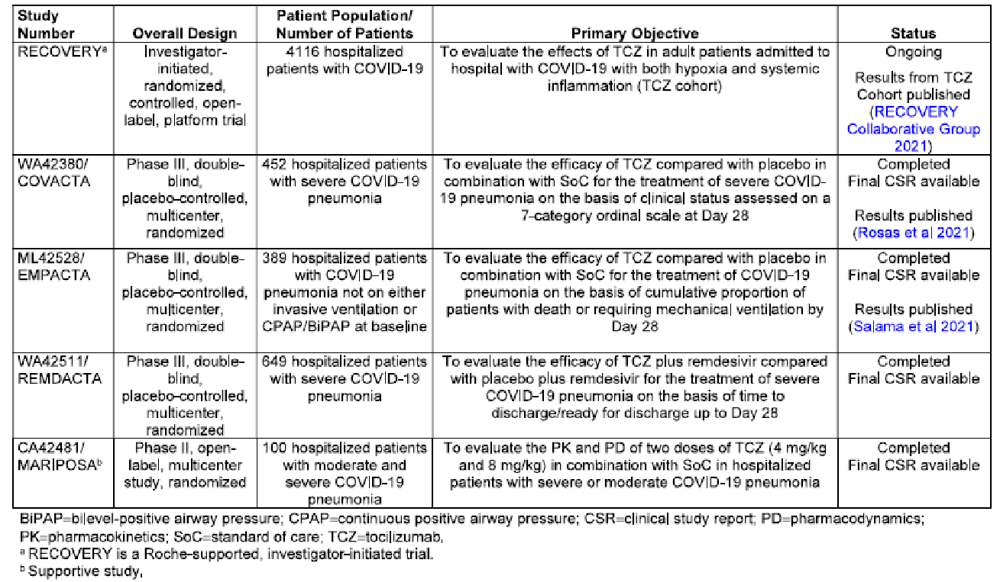 Study Number
Overall Design
Patient Population/ Number of Patients
Primary Objective
Status
RECOVERYᵃ
Investigator-
initiated,
randomized,
controlled, open-
label, platform trial
4116 hospitalized
patients with COVID-19
To evaluate the effects of TCZ in adult patients admitted to
hospital with COVID-19 with both hypoxia and systemic
inflammation (TCZ cohort)
Ongoing
Results from TCZ
Cohort published
(RECOVERY
Collaborative Group
2021)
WA42380/
COVACTA
Phase III, double-
blind,
placebo-controlled,
multicenter,
randomized
452 hospitalized patients
with severe COVID-19
pneumonia
To evaluate the efficacy of TCZ compared with placebo in
combination with SoC for the treatment of severe COVID-
19 pneumonia on the basis of clinical status assessed on a
7-category ordinal scale at Day 28
Completed
Final CSR available
Results published
(Rosas et al 2021)
ML42528/
EMPACTA
Phase III, double-
blind,
placebo-controlled,
multicenter,
randomized
389 hospitalized patients
with COVID-19
pneumonia not on either
invasive ventilation or
CPAP/BiPAP at baseline
To evaluate the efficacy of TCZ compared with placebo in
combination with SoC for the treatment of COVID-19
pneumonia on the basis of cumulative proportion of
patients with death or requiring mechanical ventilation by
Day 28
Completed
Final CSR available
Results published
(Salama et al 2021)
WA42511/
REMDACTA
Phase III, double-
blind,
placebo-controlled,
multicenter,
randomized
649 hospitalized patients
with severe COVID-19
pneumonia
To evaluate the efficacy of TCZ plus remdesivir compared
with placebo plus remdesivir for the treatment of severe
COVID-19 pneumonia on the basis of time to
discharge/ready for discharge up to Day 28
Completed
Final CSR available
CA42481/
MARIPOSAᵇ
Phase II, open-
label, multicenter
study, randomized
100 hospitalized patients
with moderate and
severe COVID-19
pneumonia
To evaluate the PK and PD of two doses of TCZ (4 mg/kg
and 8 mg/kg) in combination with SoC in hospitalized
patients with severe or moderate COVID-19 pneumonia
Completed
Final CSR available
BiPAP=bilevel-positive airway pressure; CPAP=continuous positive airway pressure; CSR=clinical study report; PD=pharmacodynamics;
PK=pharmacokinetics; SoC=standard of care; TCZ=tocilizumab.
ᵃ RECOVERY is a Roche-supported, investigator-initiated trial.
ᵇ Supportive study.